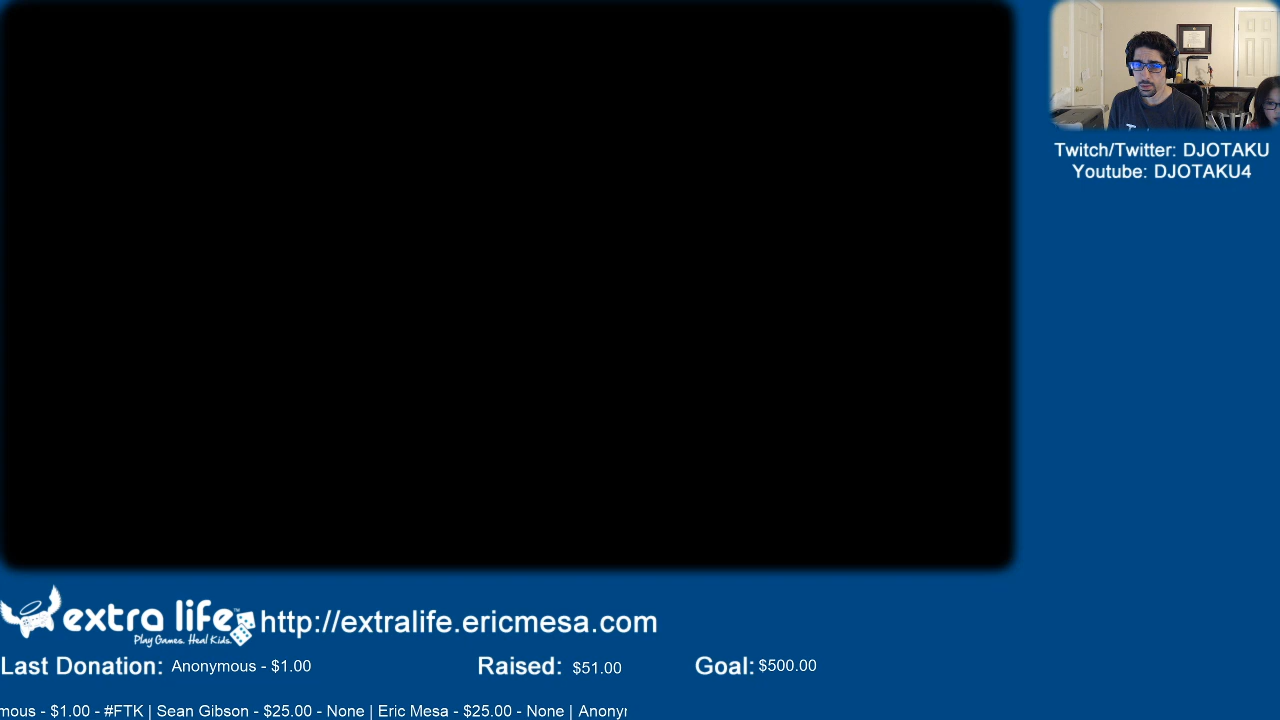 Twitch/Twitter: DJOTAKU
Youtube: DJOTAKU4
extra life
Play Games. Heal Kids.
http://extralife.ericmesa.com
Last Donation: Anonymous - $1.00 Raised: $51.00 Goal: $500.00
mous - $1.00 - #FTK | Sean Gibson - $25.00 - None | Eric Mesa - $25.00 - None | Anony